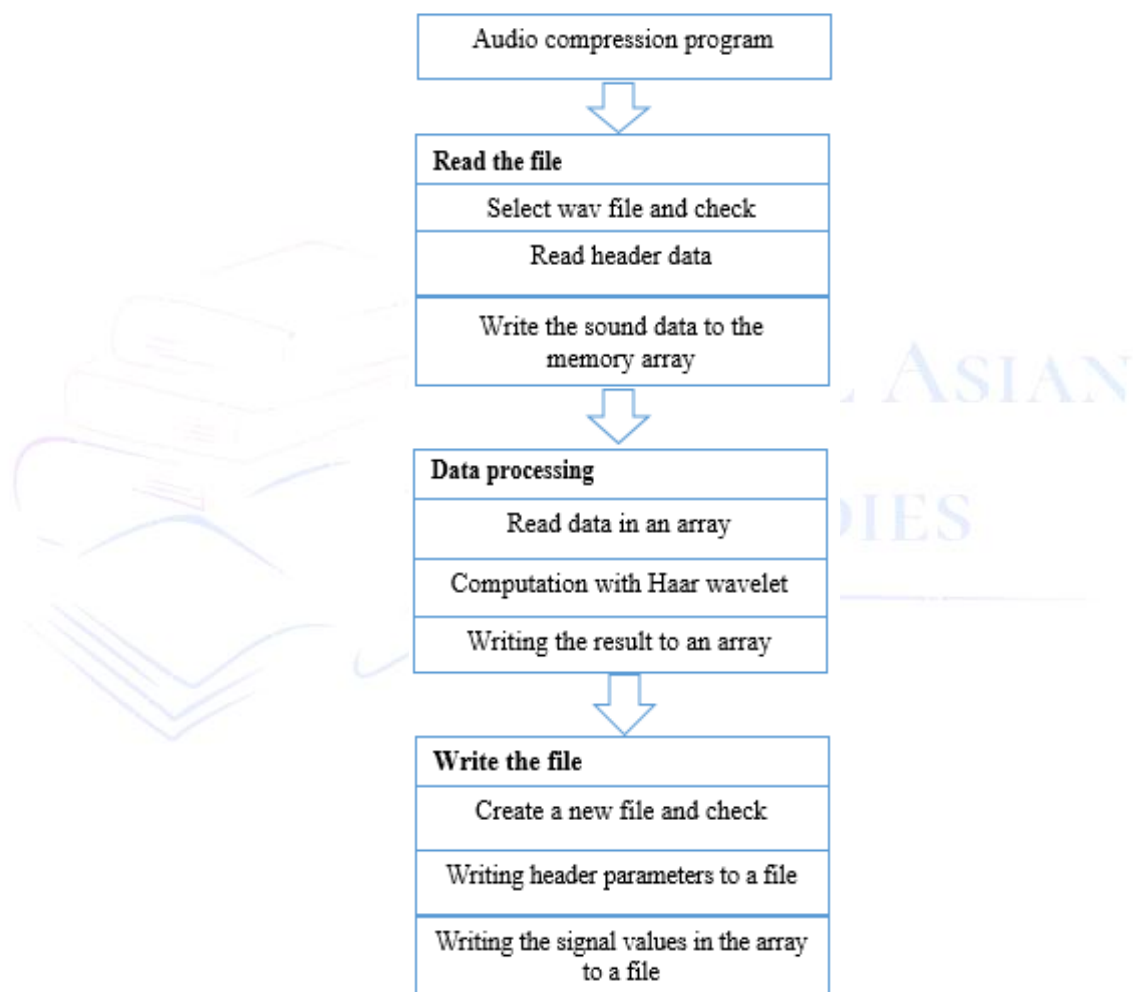 Audio compression program
Read the file
Select wav file and check
Read header data
Write the sound data to the
memory array
ASIAN
Data processing
Read data in an array
DIES
Computation with Haar wavelet
Writing the result to an array
Write the file
Create a new file and check
Writing header parameters to a file
Writing the signal values in the array
to a file